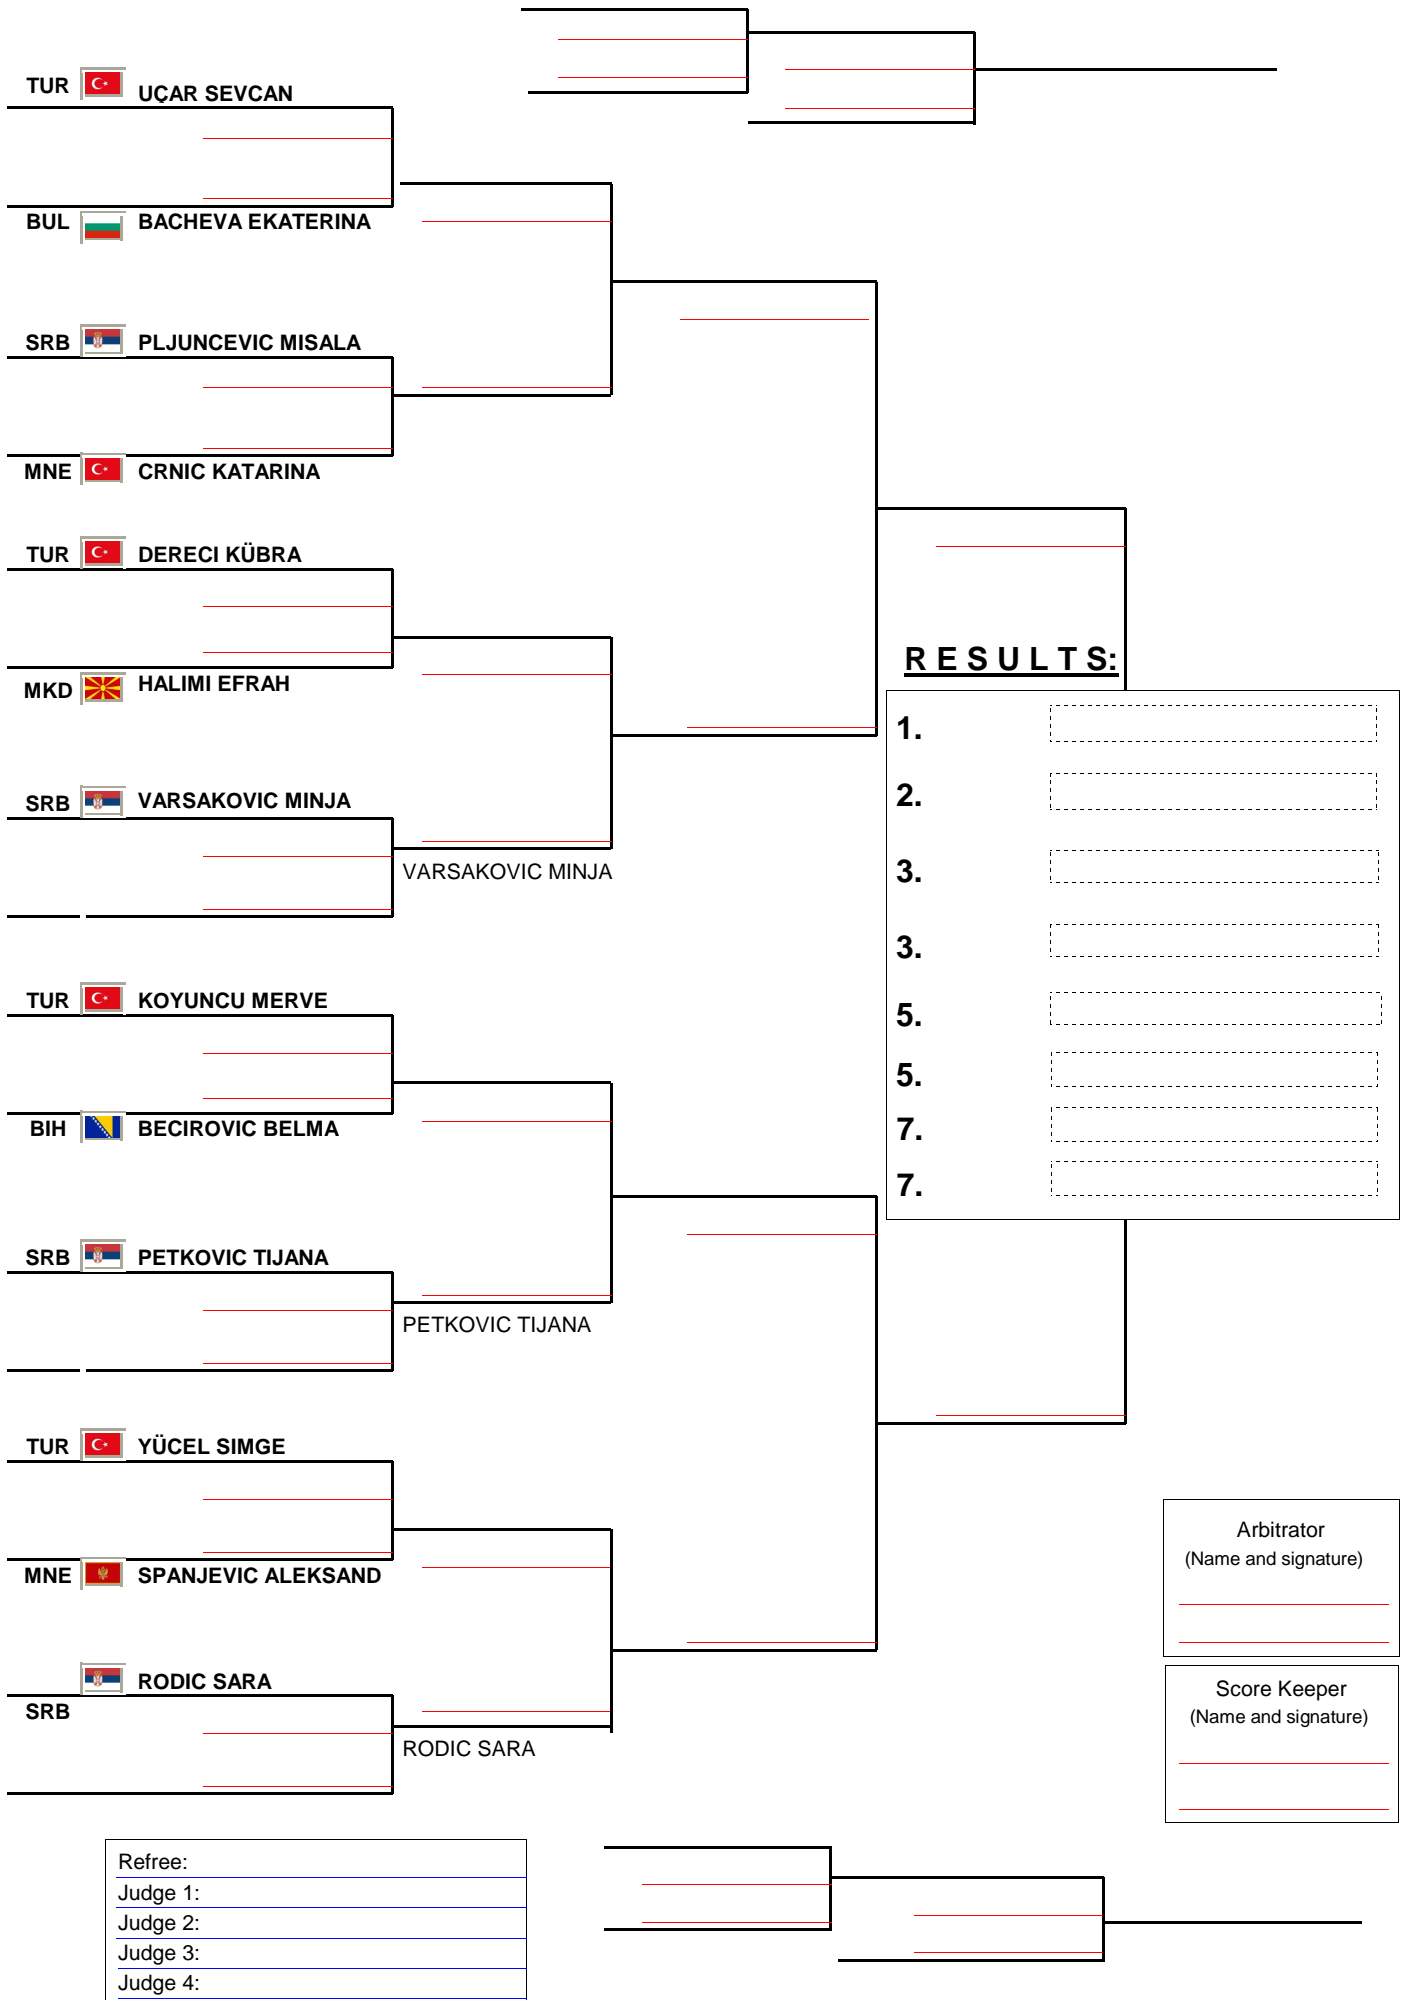 TUR UÇAR SEVCAN
BUL BACHEVA EKATERINA
SRB PLJUNCEVIC MISALA
MNE CRNIC KATARINA
TUR DERECI KÜBRA
R E S U L T S:
MKD HALIMI EFRAH
1.
2.
SRB VARSAKOVIC MINJA
VARSAKOVIC MINJA
3.
3.
TUR KOYUNCU MERVE
5.
5.
BIH BECIROVIC BELMA
7.
7.
SRB PETKOVIC TIJANA
PETKOVIC TIJANA
TUR YÜCEL SIMGE
Arbitrator
(Name and signature)
MNE SPANJEVIC ALEKSAND
RODIC SARA
SRB
Score Keeper
(Name and signature)
RODIC SARA
Refree:
Judge 1:
Judge 2:
Judge 3:
Judge 4: